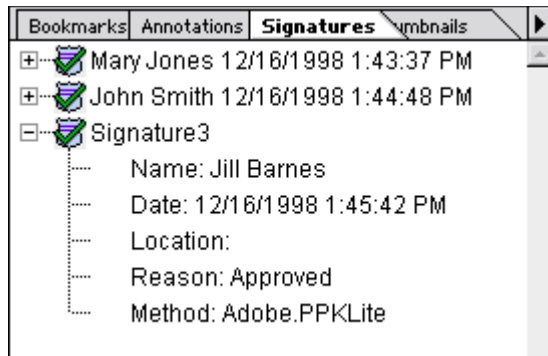 Bookmarks Annotations Signatures
Mary Jones 12/16/1998 1:43:37 PM
John Smith 12/16/1998 1:44:48 PM
Signature3
Name: Jill Barnes
Date: 12/16/1998 1:45:42 PM
Location:
Reason: Approved
Method: Adobe.PPKLite